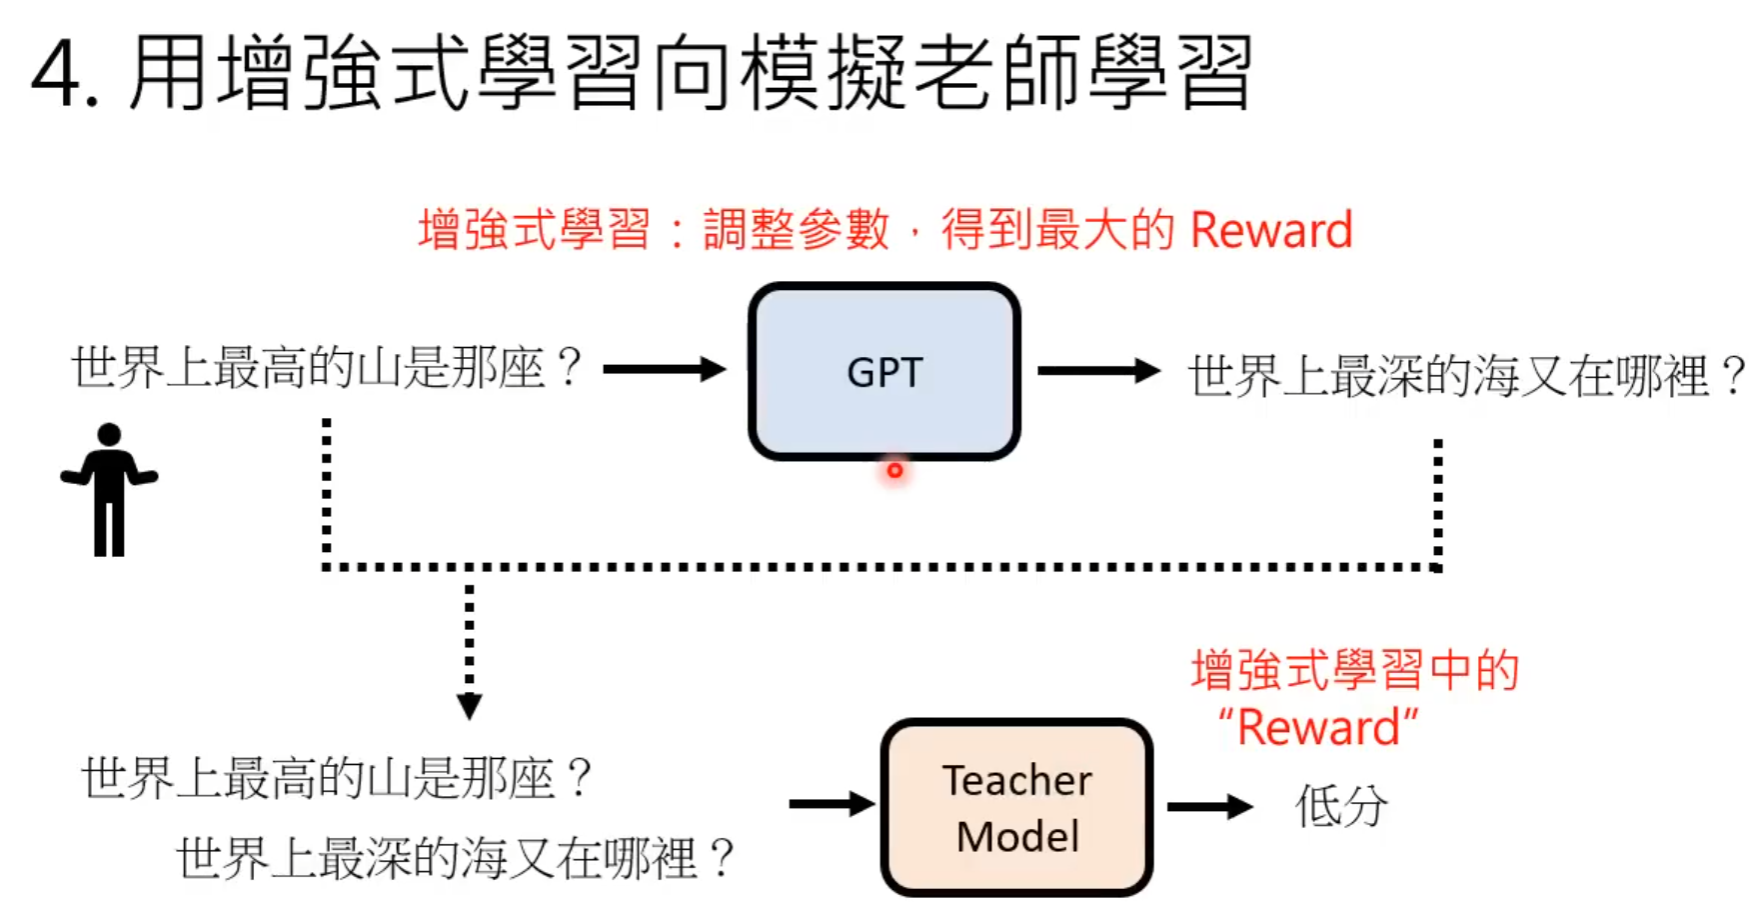 4. 用增強式學習向模擬老師學習
增強式學習：調整參數，得到最大的 Reward
世界上最高的山是那座？
GPT
世界上最深的海又在哪裡？
增強式學習中的
“Reward”
世界上最高的山是那座？
世界上最深的海又在哪裡？
Teacher
Model
低分